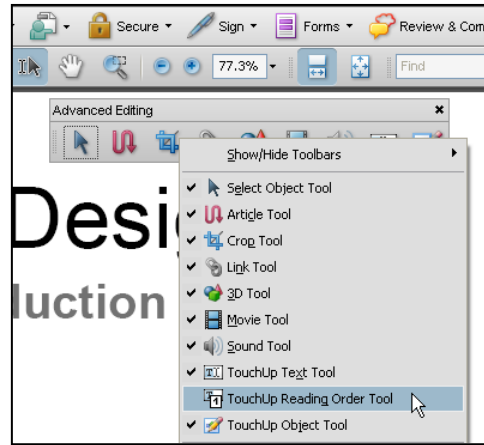 Secure Sign Forms Review & Com
77.3% Find
Advanced Editing
Show/Hide Toolbars
Select Object Tool
Article Tool
Crop Tool
Link Tool
3D Tool
Movie Tool
Sound Tool
TouchUp Text Tool
TouchUp Reading Order Tool
TouchUp Object Tool
Desi
luction